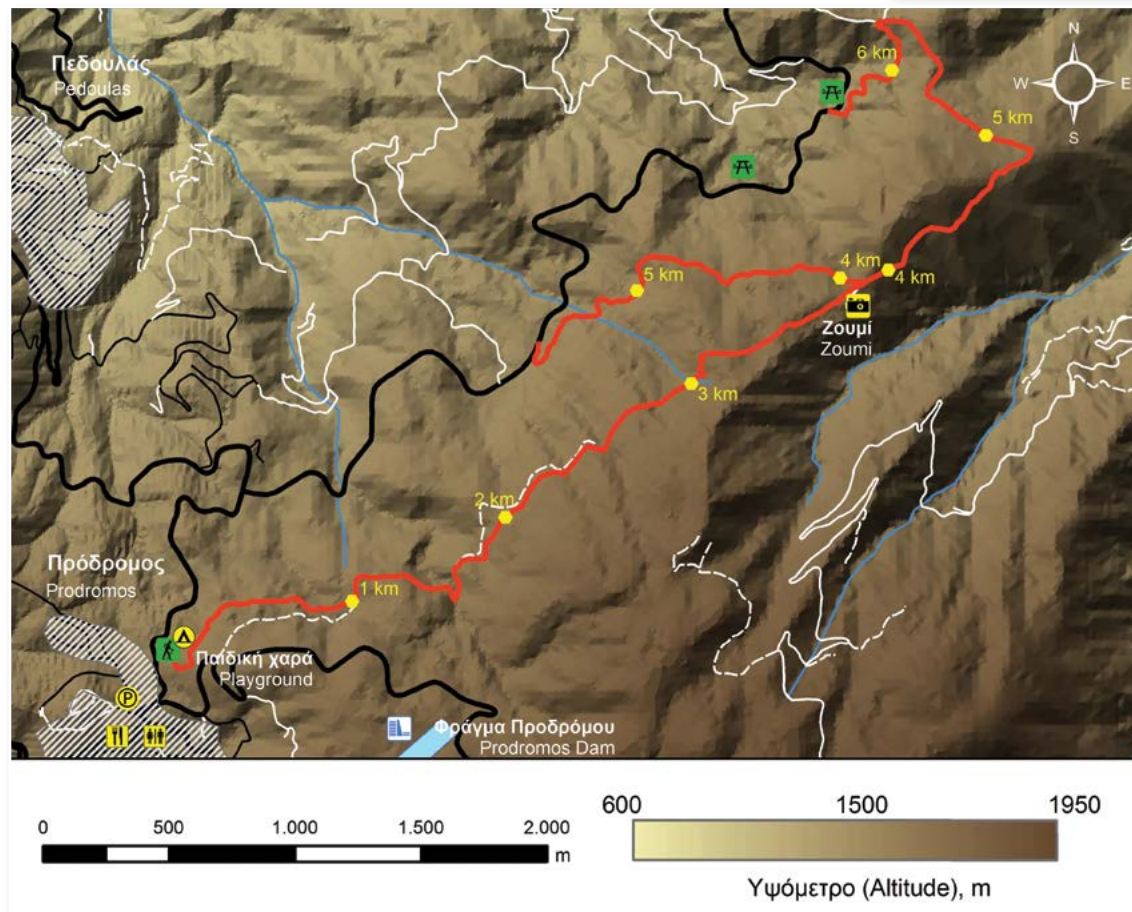 Πεδουλάς
Pedoulas
6 km
N
W E
S
5 km
4 km
5 km
4 km
Ζουμί
Zoumi
3 km
2 km
Πρόδρομος
Prodromos
1 km
Παιδική χαρά
Playground
P
Φράγμα Προδρόμου
Prodromos Dam
0 500 1.000 1.500 2.000
m
600 1500 1950
Υψόμετρο (Altitude), m